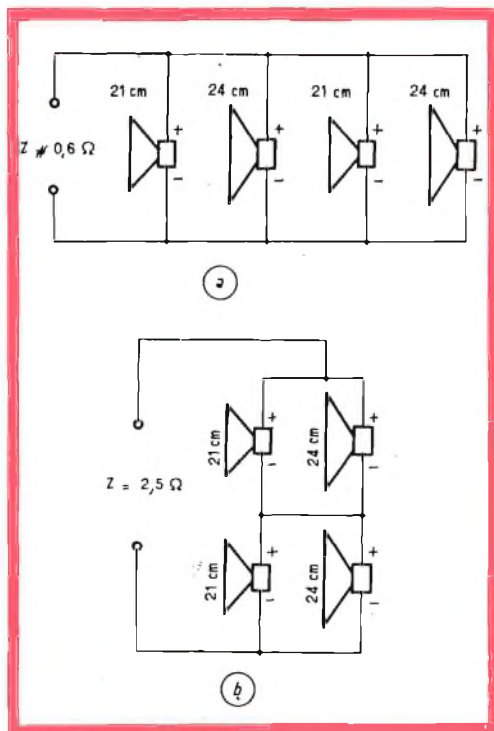 21 cm 24 cm 21 cm 24 cm
+ + + +
Z # 0,6 Ω
− − − −
a
+ +
21 cm 24 cm
− −
Z = 2,5 Ω
+ +
21 cm 24 cm
− −
b